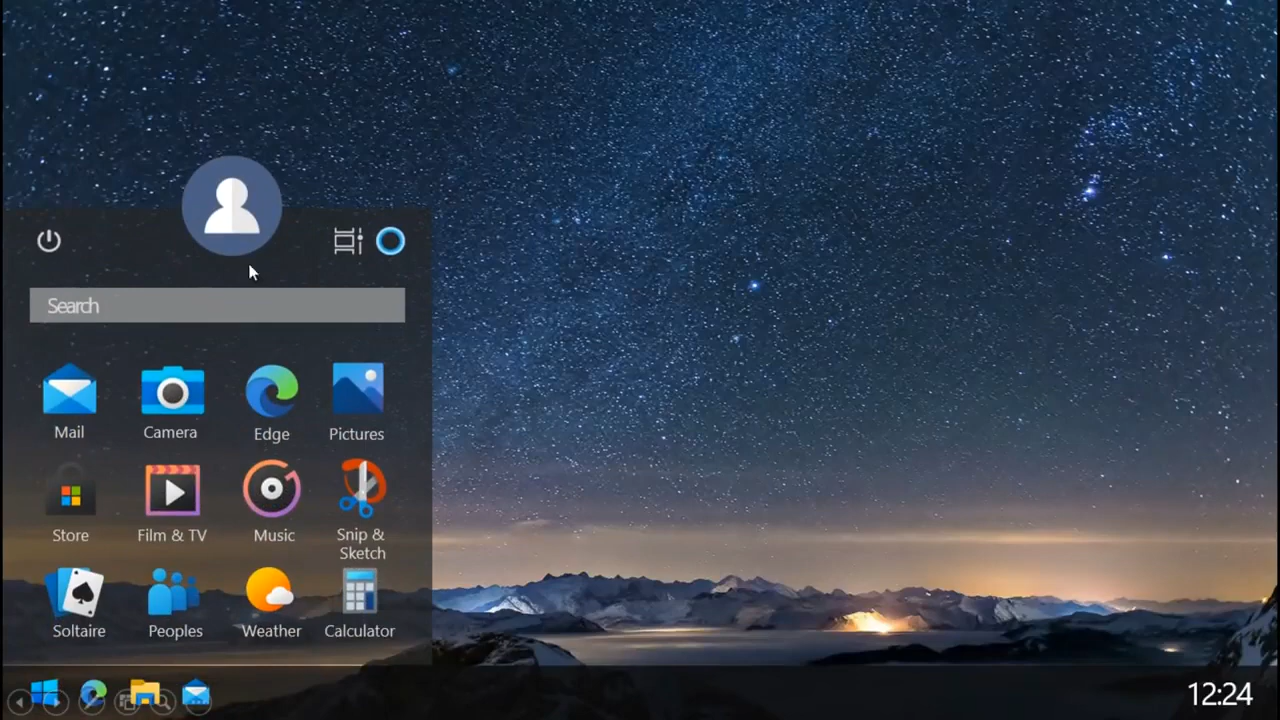 Search
Mail
Camera
Edge
Pictures
Store
Film & TV
Music
Snip &
Sketch
Soltaire
Peoples
Weather
Calculator
12:24